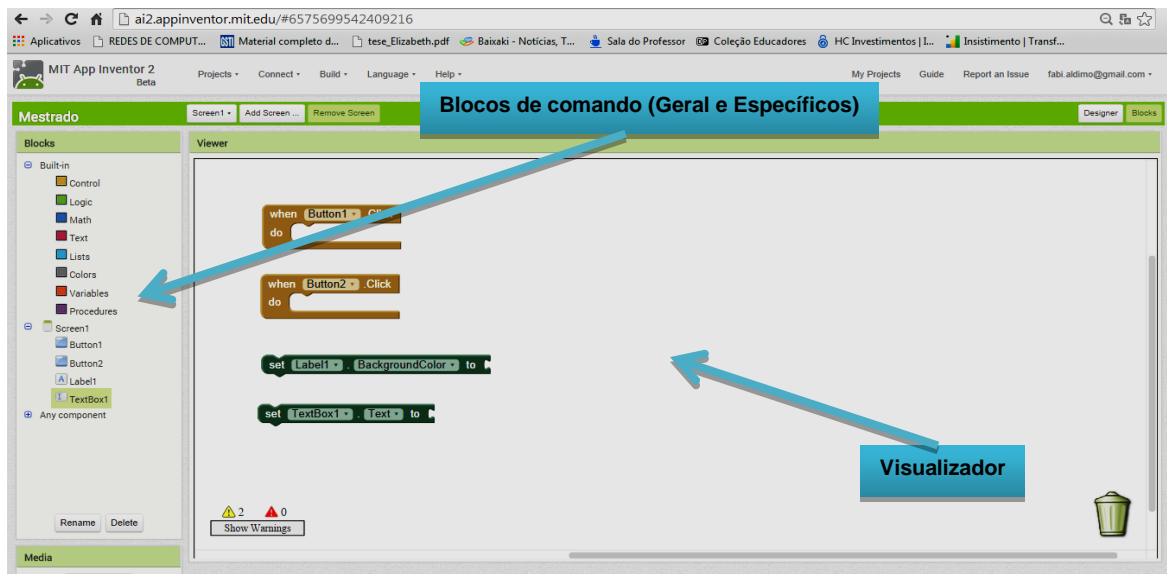 ai2.appinventor.mit.edu/#6575699542409216
Aplicativos REDES DE COMPUT... Material completo d... tese_Elizabeth.pdf Baixaki - Notícias, T... Sala do Professor Coleção Educadores HC Investimentos | I... Insistimento | Transf...
MIT App Inventor 2
Beta
Projects Connect Build Language Help My Projects Guide Report an Issue fabi.aldimo@gmail.com
Mestrado Screen1 Add Screen ... Remove Screen Designer Blocks
Blocos de comando (Geral e Específicos)
Blocks Viewer
Built-in
Control
Logic
Math
Text
Lists
Colors
Variables
Procedures
Screen1
Button1
Button2
Label1
TextBox1
Any component
Rename Delete
Media
when Button1 .Click
do
when Button2 .Click
do
set Label1 . BackgroundColor to
set TextBox1 . Text to
Visualizador
2 0
Show Warnings